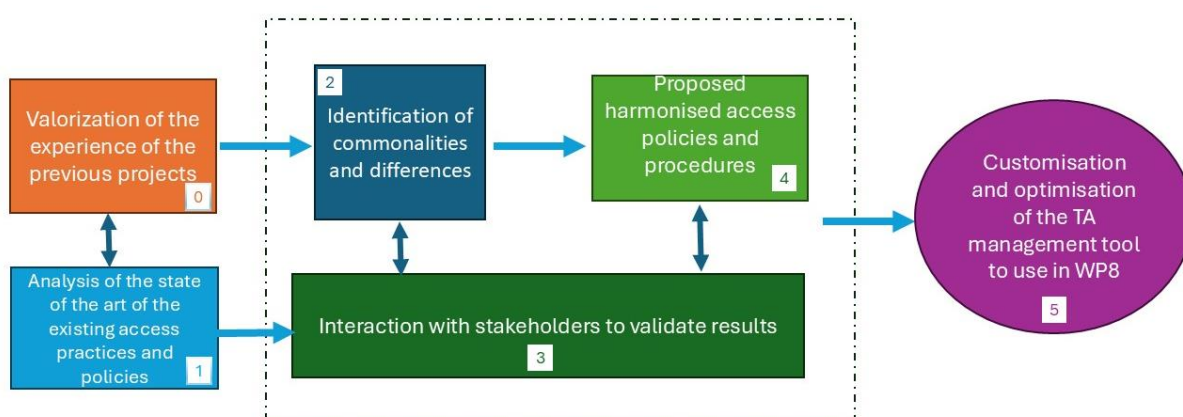 Valorization of the
experience of the
previous projects
0
Analysis of the state
of the art of the
existing access
practices and
policies
1
2
Identification of
commonalities
and differences
Proposed
harmonised access
policies and
procedures
4
Interaction with stakeholders to validate results
3
Customisation
and optimisation
of the TA
management tool
to use in WP8
5